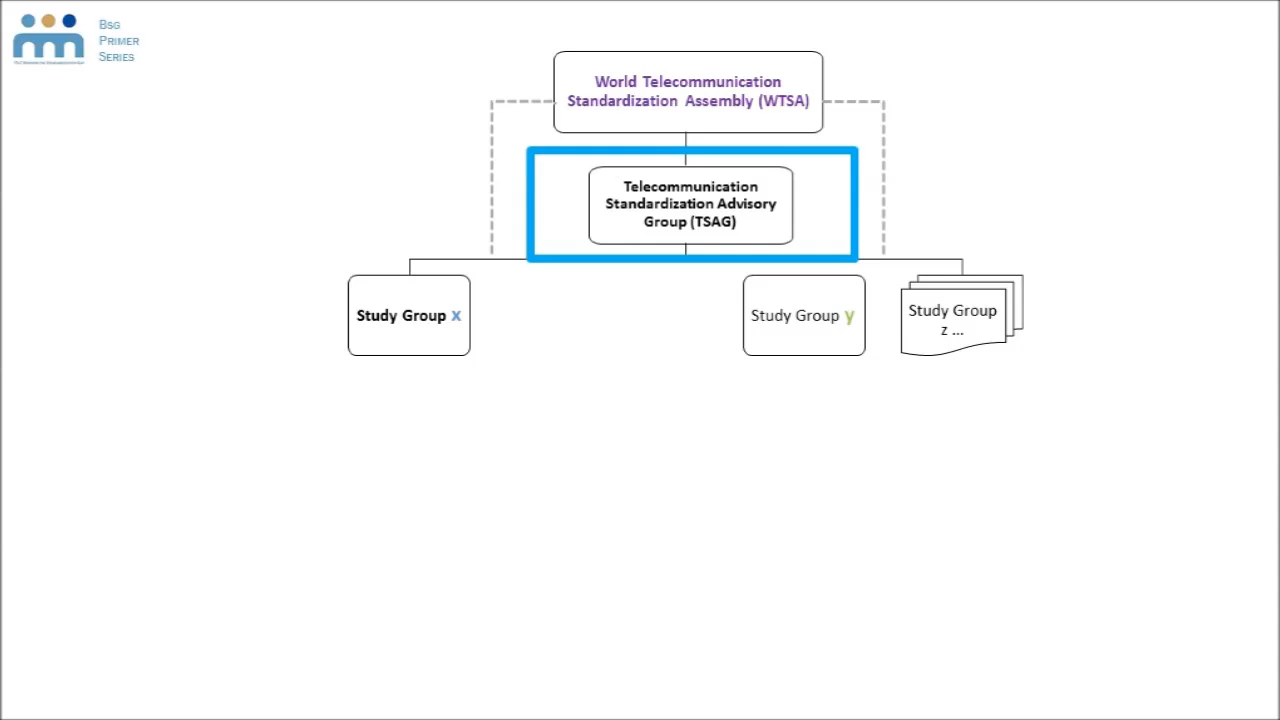 BSG
PRIMER
SERIES
World Telecommunication
Standardization Assembly (WTSA)
Telecommunication
Standardization Advisory
Group (TSAG)
Study Group x
Study Group y
Study Group
z ...